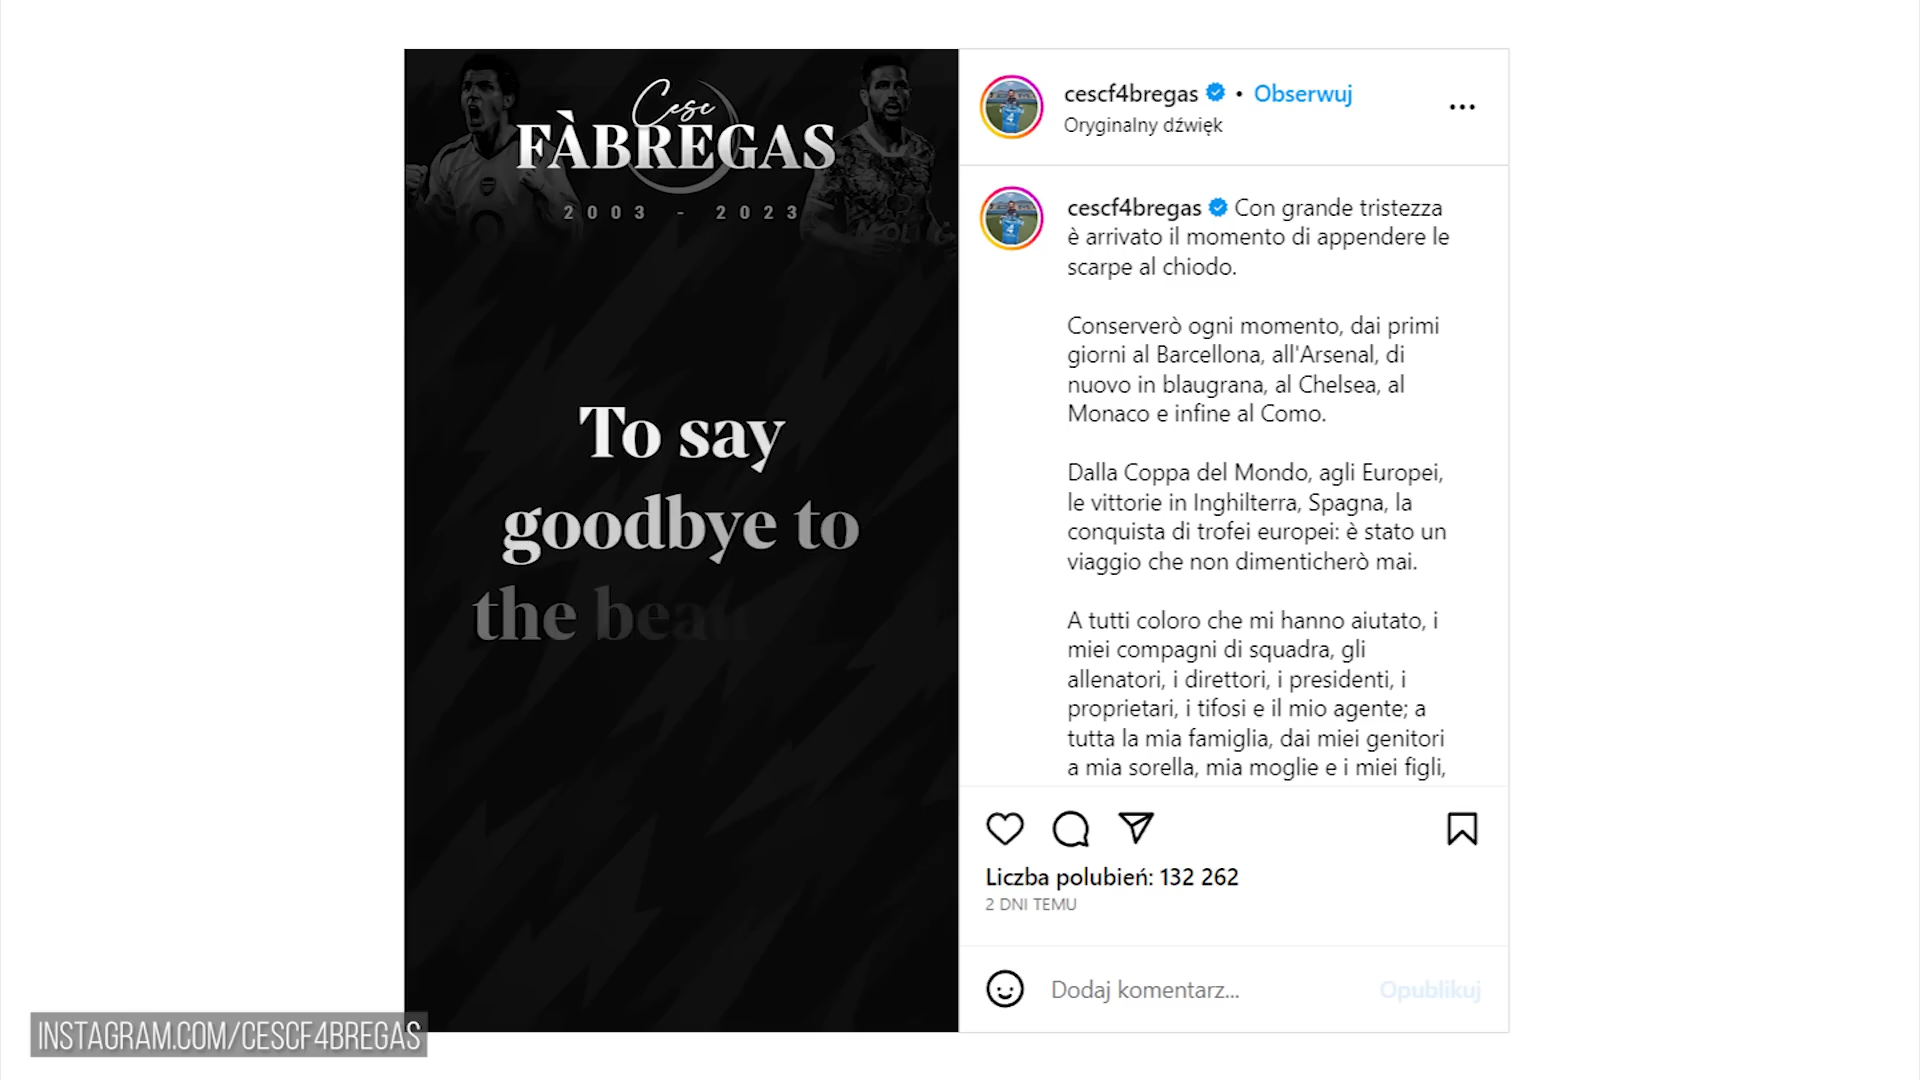 Cesc
FÀBREGAS
2003 - 2023
To say
goodbye to
the beau
cescf4bregas • Obserwuj
Oryginalny dźwięk
cescf4bregas Con grande tristezza
è arrivato il momento di appendere le
scarpe al chiodo.
Conserverò ogni momento, dai primi
giorni al Barcellona, all'Arsenal, di
nuovo in blaugrana, al Chelsea, al
Monaco e infine al Como.
Dalla Coppa del Mondo, agli Europei,
le vittorie in Inghilterra, Spagna, la
conquista di trofei europei: è stato un
viaggio che non dimenticherò mai.
A tutti coloro che mi hanno aiutato, i
miei compagni di squadra, gli
allenatori, i direttori, i presidenti, i
proprietari, i tifosi e il mio agente; a
tutta la mia famiglia, dai miei genitori
a mia sorella, mia moglie e i miei figli,
Liczba polubień: 132 262
2 DNI TEMU
Dodaj komentarz...
Opublikuj
INSTAGRAM.COM/CESCF4BREGAS